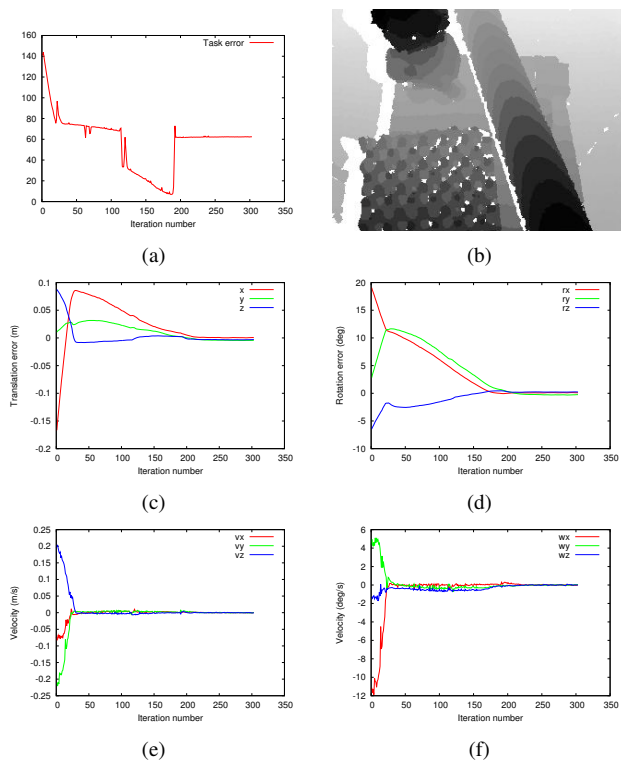 160
140
120
100
80
60
40
20
0
Task error
0 50 100 150 200 250 300 350
Iteration number
(a)
(b)
0.1
0.05
0
-0.05
-0.1
-0.15
-0.2
Translation error (m)
x
y
z
0 50 100 150 200 250 300 350
Iteration number
(c)
20
15
10
5
0
-5
-10
Rotation error (deg)
rx
ry
rz
0 50 100 150 200 250 300 350
Iteration number
(d)
0.25
0.2
0.15
0.1
0.05
0
-0.05
-0.1
-0.15
-0.2
-0.25
Velocity (m/s)
vx
vy
vz
0 50 100 150 200 250 300 350
Iteration number
(e)
6
4
2
0
-2
-4
-6
-8
-10
-12
Velocity (deg/s)
wx
wy
wz
0 50 100 150 200 250 300 350
Iteration number
(f)